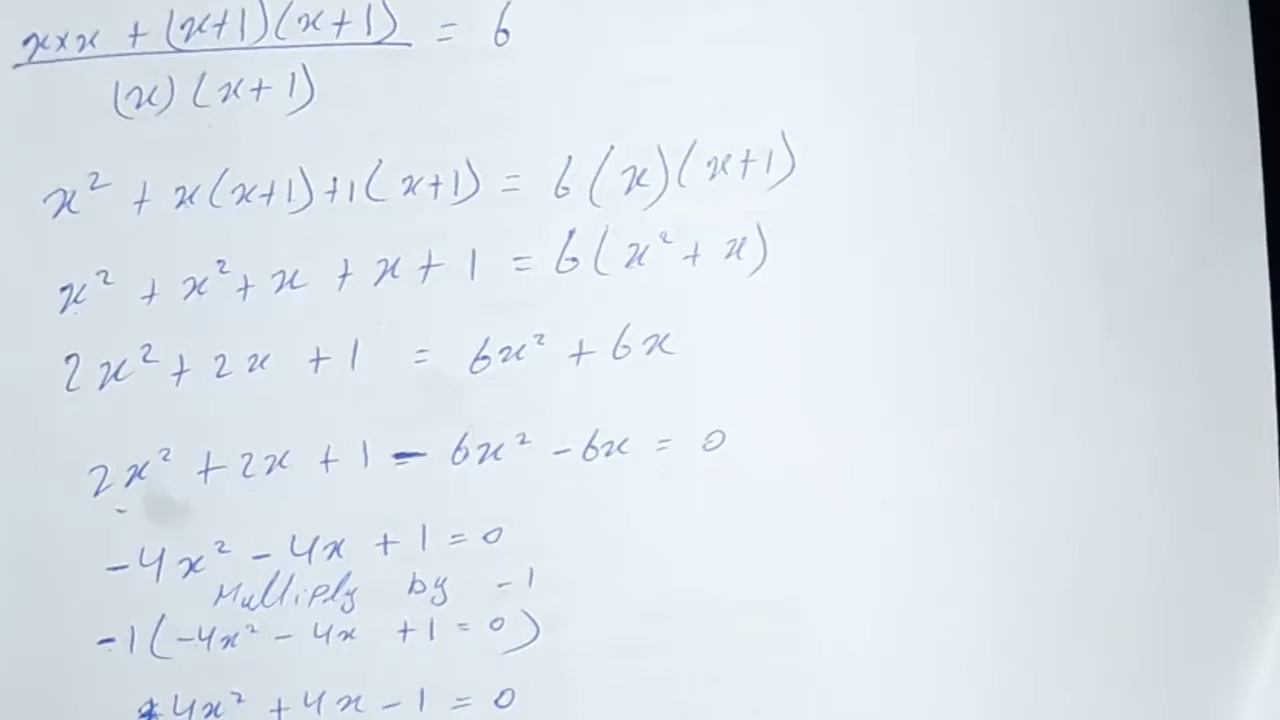 x×x + (x+1)(x+1) = 6
(x)(x+1)
x² + x(x+1)+1(x+1) = 6(x)(x+1)
x² + x² + x + x + 1 = 6(x² + x)
2x² + 2x + 1 = 6x² + 6x
2x² + 2x + 1 - 6x² - 6x = 0
-4x² - 4x + 1 = 0
Multiply by -1
-1(-4x² - 4x +1 = 0)
4x² + 4x - 1 = 0